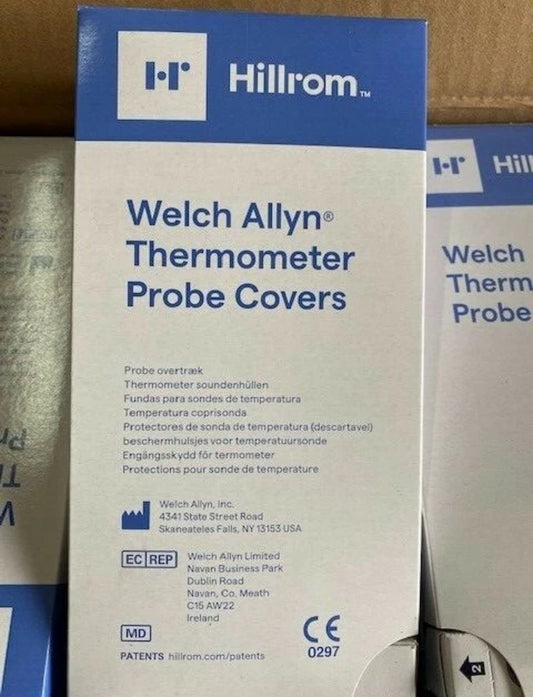 Hillrom™
Welch Allyn®
Thermometer
Probe Covers
Probe overtræk
Thermometer soundenhüllen
Fundas para sondes de temperatura
Temperatura coprisonda
Protectores de sonda de temperatura (descartavel)
beschermhulsjes voor temperatuursonde
Engångsskydd för termometer
Protections pour sonde de temperature
Welch Allyn, Inc.
4341 State Street Road
Skaneateles Falls, NY 13153 USA
EC REP
Welch Allyn Limited
Navan Business Park
Dublin Road
Navan, Co. Meath
C15 AW22
Ireland
MD
CE
0297
PATENTS hillrom.com/patents
Hill
Welch
Therm
Probe
2